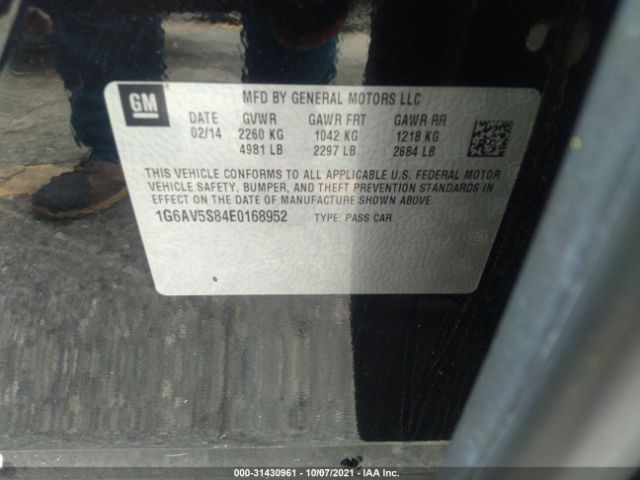 GM
MFD BY GENERAL MOTORS LLC
DATE GVWR GAWR FRT GAWR RR
02/14 2260 KG 1042 KG 1218 KG
4981 LB 2297 LB 2684 LB
THIS VEHICLE CONFORMS TO ALL APPLICABLE U.S. FEDERAL MOTOR
VEHICLE SAFETY, BUMPER, AND THEFT PREVENTION STANDARDS IN
EFFECT ON THE DATE OF MANUFACTURE SHOWN ABOVE.
1G6AV5S84E0168952 TYPE: PASS CAR
000-31430961 - 10/07/2021 - IAA Inc.